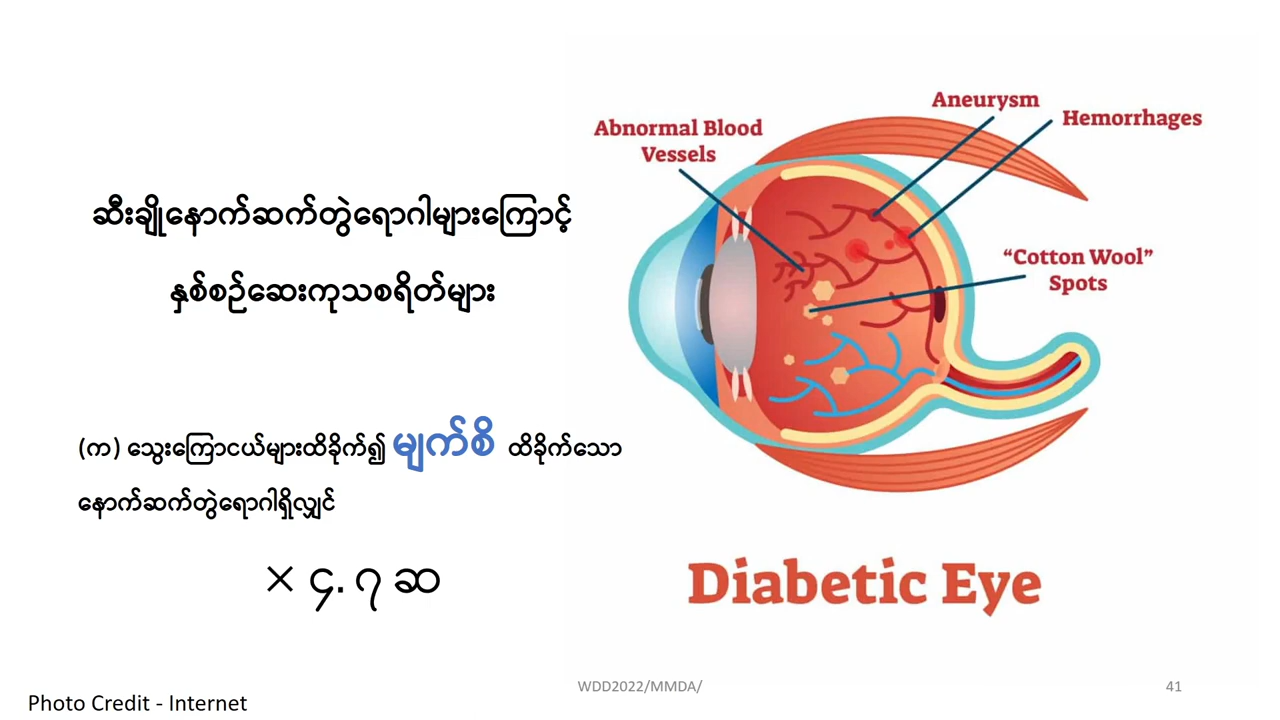 ဆီးချိုနောက်ဆက်တွဲရောဂါများကြောင့်
နှစ်စဉ်ဆေးကုသစရိတ်များ
(က) သွေးကြောငယ်များထိခိုက်၍ မျက်စိ ထိခိုက်သော
နောက်ဆက်တွဲရောဂါရှိလျှင်
× ၄.၇ ဆ
Abnormal Blood
Vessels
Aneurysm
Hemorrhages
“Cotton Wool”
Spots
Diabetic Eye
Photo Credit - Internet
WDD2022/MMDA/
41